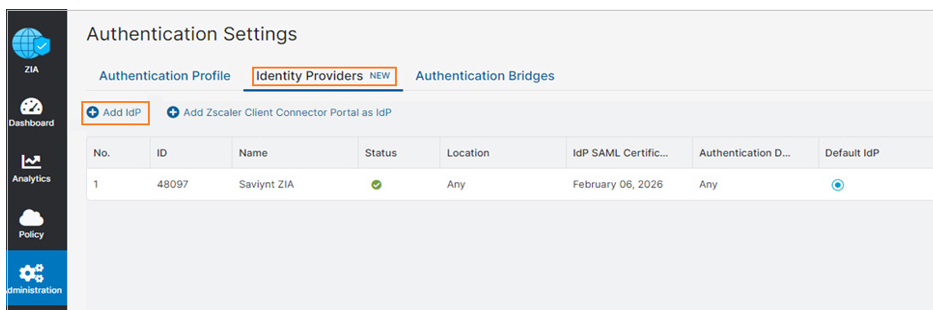 Authentication Settings
ZIA
Authentication Profile Identity Providers NEW Authentication Bridges
Add IdP Add Zscaler Client Connector Portal as IdP
Dashboard
No. ID Name Status Location IdP SAML Certific... Authentication D... Default IdP
Analytics
1 48097 Saviynt ZIA Any February 06, 2026 Any
Policy
dministration